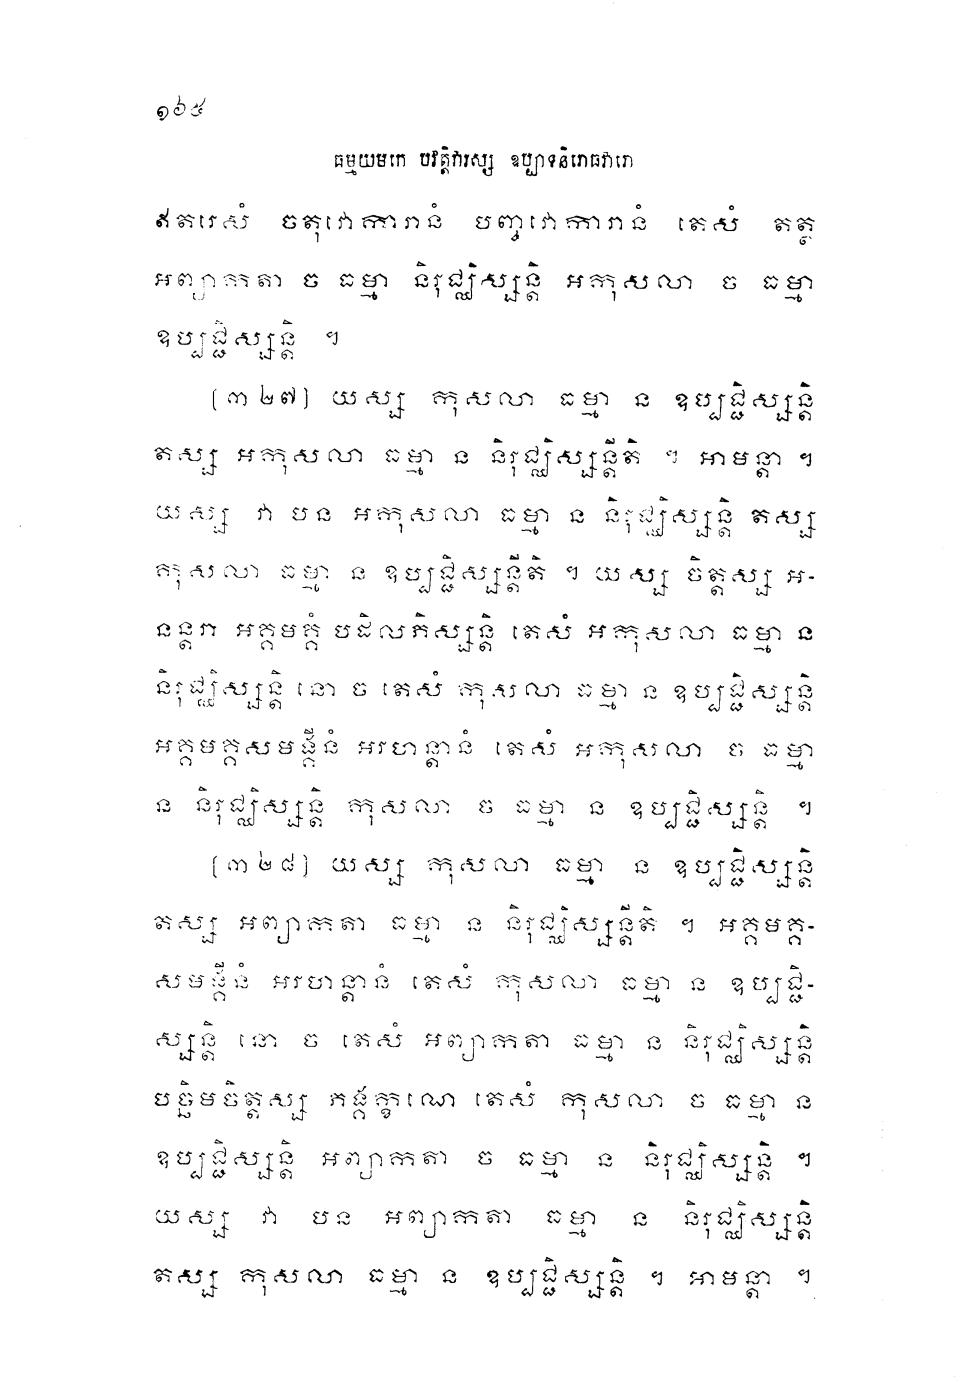 ១៦៥
ធម្មយមកេ បវត្តិវារស្ស ឧប្បាទនិរោធវារោ
ឥតរេសំ ចតុវោការានំ បញ្ចវោការានំ តេសំ តត្ថ
អព្យាកតា ច ធម្មា និរុជ្ឈិស្សន្តិ អកុសលា ច ធម្មា
ឧប្បជ្ជិស្សន្តិ ។
(៣២៧) យស្ស កុសលា ធម្មា ន ឧប្បជ្ជិស្សន្តិ
តស្ស អកុសលា ធម្មា ន និរុជ្ឈិស្សន្តីតិ ។ អាមន្តា ។
យស្ស វា បន អកុសលា ធម្មា ន និរុជ្ឈិស្សន្តិ តស្ស
កុសលា ធម្មា ន ឧប្បជ្ជិស្សន្តីតិ ។ យស្ស ចិត្តស្ស អ-
នន្តរា អគ្គមគ្គំ បដិលភិស្សន្តិ តេសំ អកុសលា ធម្មា ន
និរុជ្ឈិស្សន្តិ នោ ច តេសំ កុសលា ធម្មា ន ឧប្បជ្ជិស្សន្តិ
អគ្គមគ្គសមង្គីនំ អរហន្តានំ តេសំ អកុសលា ច ធម្មា
ន និរុជ្ឈិស្សន្តិ កុសលា ច ធម្មា ន ឧប្បជ្ជិស្សន្តិ ។
(៣២៨) យស្ស កុសលា ធម្មា ន ឧប្បជ្ជិស្សន្តិ
តស្ស អព្យាកតា ធម្មា ន និរុជ្ឈិស្សន្តីតិ ។ អគ្គមគ្គ-
សមង្គីនំ អរហន្តានំ តេសំ កុសលា ធម្មា ន ឧប្បជ្ជិ-
ស្សន្តិ នោ ច តេសំ អព្យាកតា ធម្មា ន និរុជ្ឈិស្សន្តិ
បច្ឆិមចិត្តស្ស ភង្គក្ខណេ តេសំ កុសលា ច ធម្មា ន
ឧប្បជ្ជិស្សន្តិ អព្យាកតា ច ធម្មា ន និរុជ្ឈិស្សន្តិ ។
យស្ស វា បន អព្យាកតា ធម្មា ន និរុជ្ឈិស្សន្តិ
តស្ស កុសលា ធម្មា ន ឧប្បជ្ជិស្សន្តិ ។ អាមន្តា ។